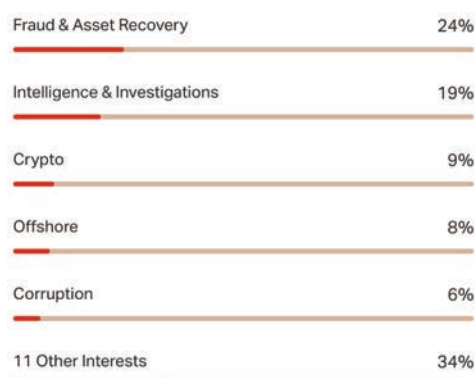 Fraud & Asset Recovery 24%
Intelligence & Investigations 19%
Crypto 9%
Offshore 8%
Corruption 6%
11 Other Interests 34%